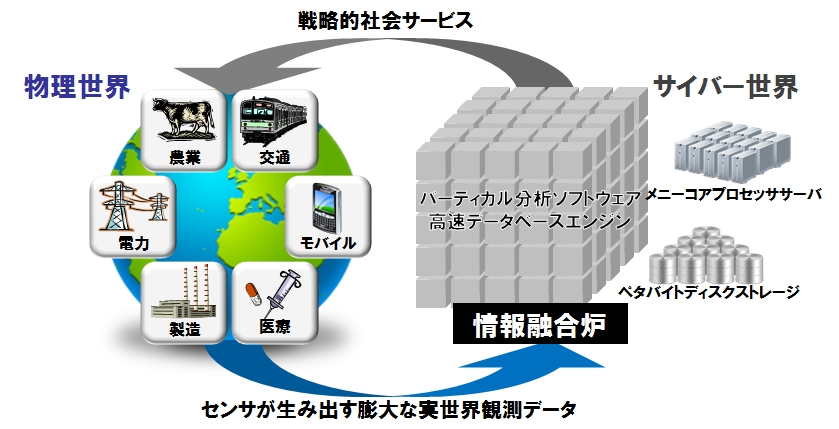 戦略的社会サービス
物理世界
サイバー世界
農業
交通
電力
モバイル
製造
医療
バーティカル分析ソフトウェア
高速データベースエンジン
メニーコアプロセッササーバ
ペタバイトディスクストレージ
情報融合炉
センサが生み出す膨大な実世界観測データ